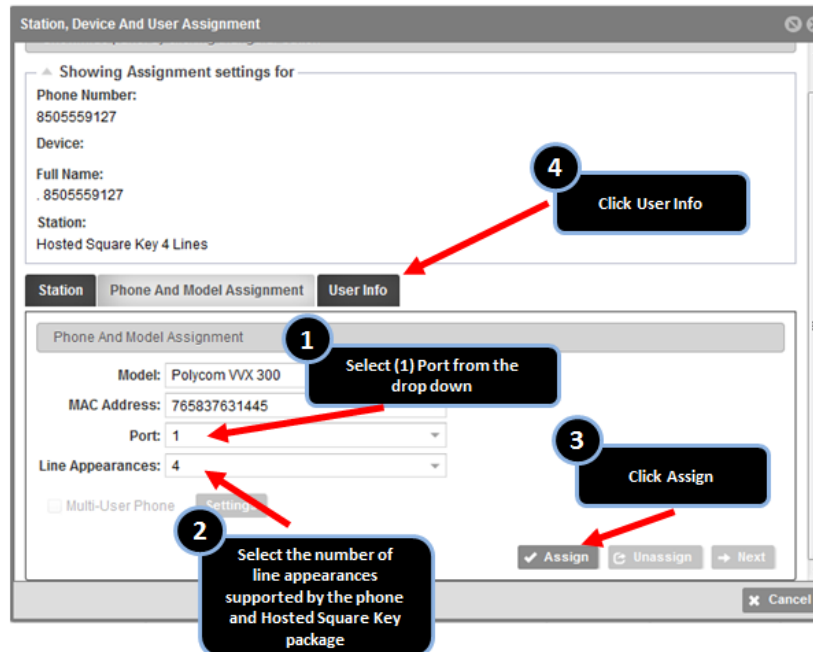 Station, Device And User Assignment
Showing Assignment settings for
Phone Number:
8505559127
Device:
Full Name:
. 8505559127
Station:
Hosted Square Key 4 Lines
4
Click User Info
Station
Phone And Model Assignment
User Info
Phone And Model Assignment
1
Select (1) Port from the
drop down
Model: Polycom VVX 300
MAC Address: 765837631445
Port: 1
Line Appearances: 4
3
Click Assign
Multi-User Phone
Settings
2
Select the number of
line appearances
supported by the phone
and Hosted Square Key
package
Assign
Unassign
Next
Cancel